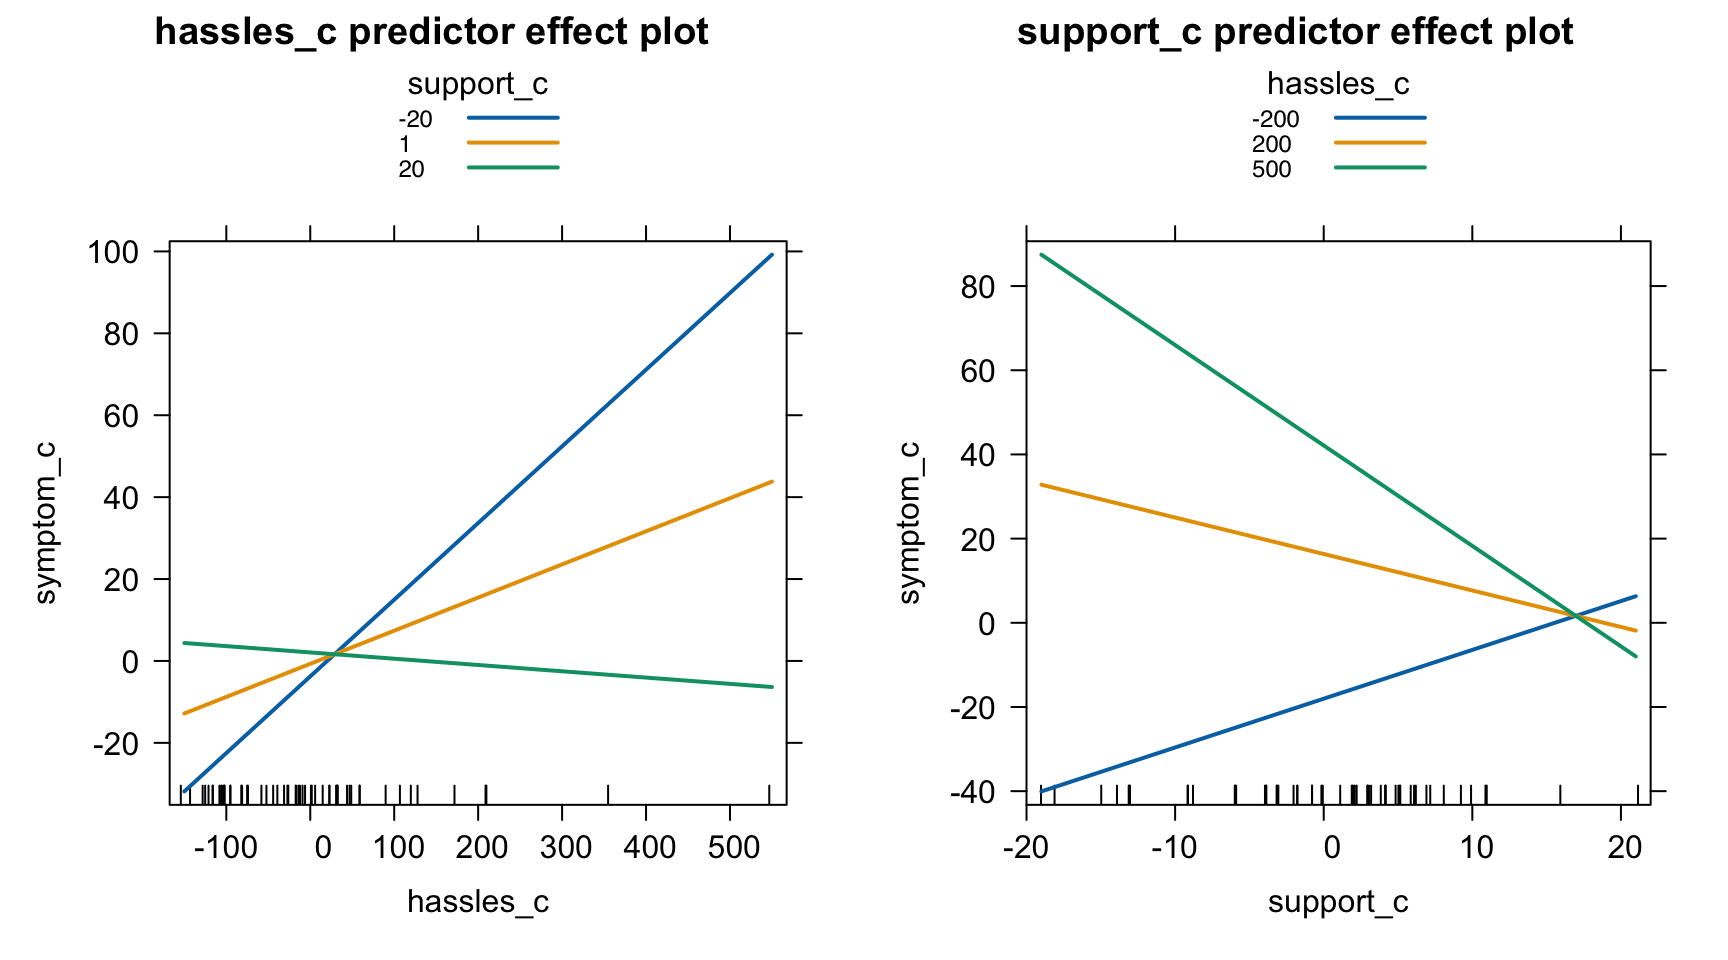 hassles_c predictor effect plot
support_c
-20
1
20
100
80
60
40
20
0
-20
symptom_c
-100 0 100 200 300 400 500
hassles_c
support_c predictor effect plot
hassles_c
-200
200
500
80
60
40
20
0
-20
-40
symptom_c
-20 -10 0 10 20
support_c